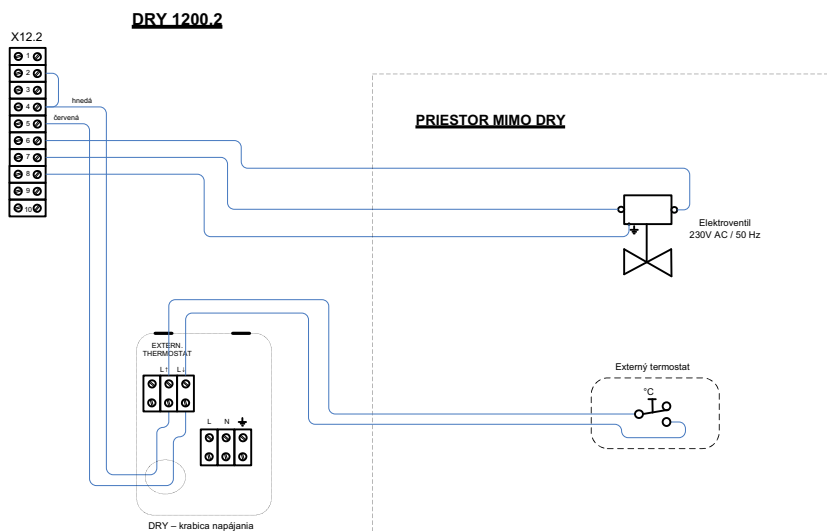 DRY 1200.2
X12.2
1
2
3
4
5
6
7
8
9
10
hnedá
červená
PRIESTOR MIMO DRY
Elektroventil
230V AC / 50 Hz
EXTERN.
THERMOSTAT
L↑ L↓
L N
Externý termostat
°C
DRY – krabica napájania